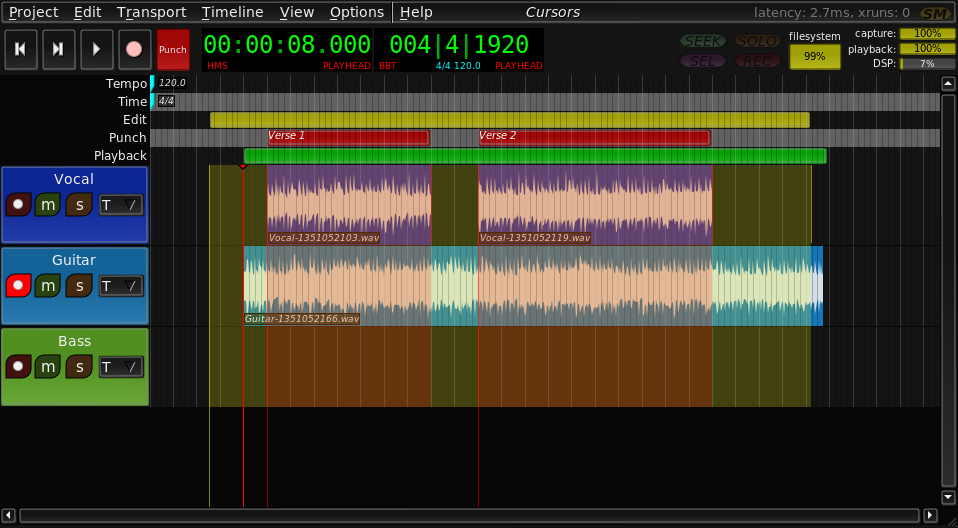 Project Edit Transport Timeline View Options Help Cursors latency: 2.7ms, xruns: 0 SM
Punch 00:00:08.000 004|4|1920 SEEK SOLO filesystem capture: 100%
HMS PLAYHEAD BBT 4/4 120.0 PLAYHEAD SEL REC 99% playback: 100%
DSP: 7%
Tempo 120.0
Time 4/4
Edit
Punch Verse 1 Verse 2
Playback
Vocal
m s T
Vocal-1351052103.wav Vocal-1351052119.wav
Guitar
m s T
Guitar-1351052166.wav
Bass
m s T